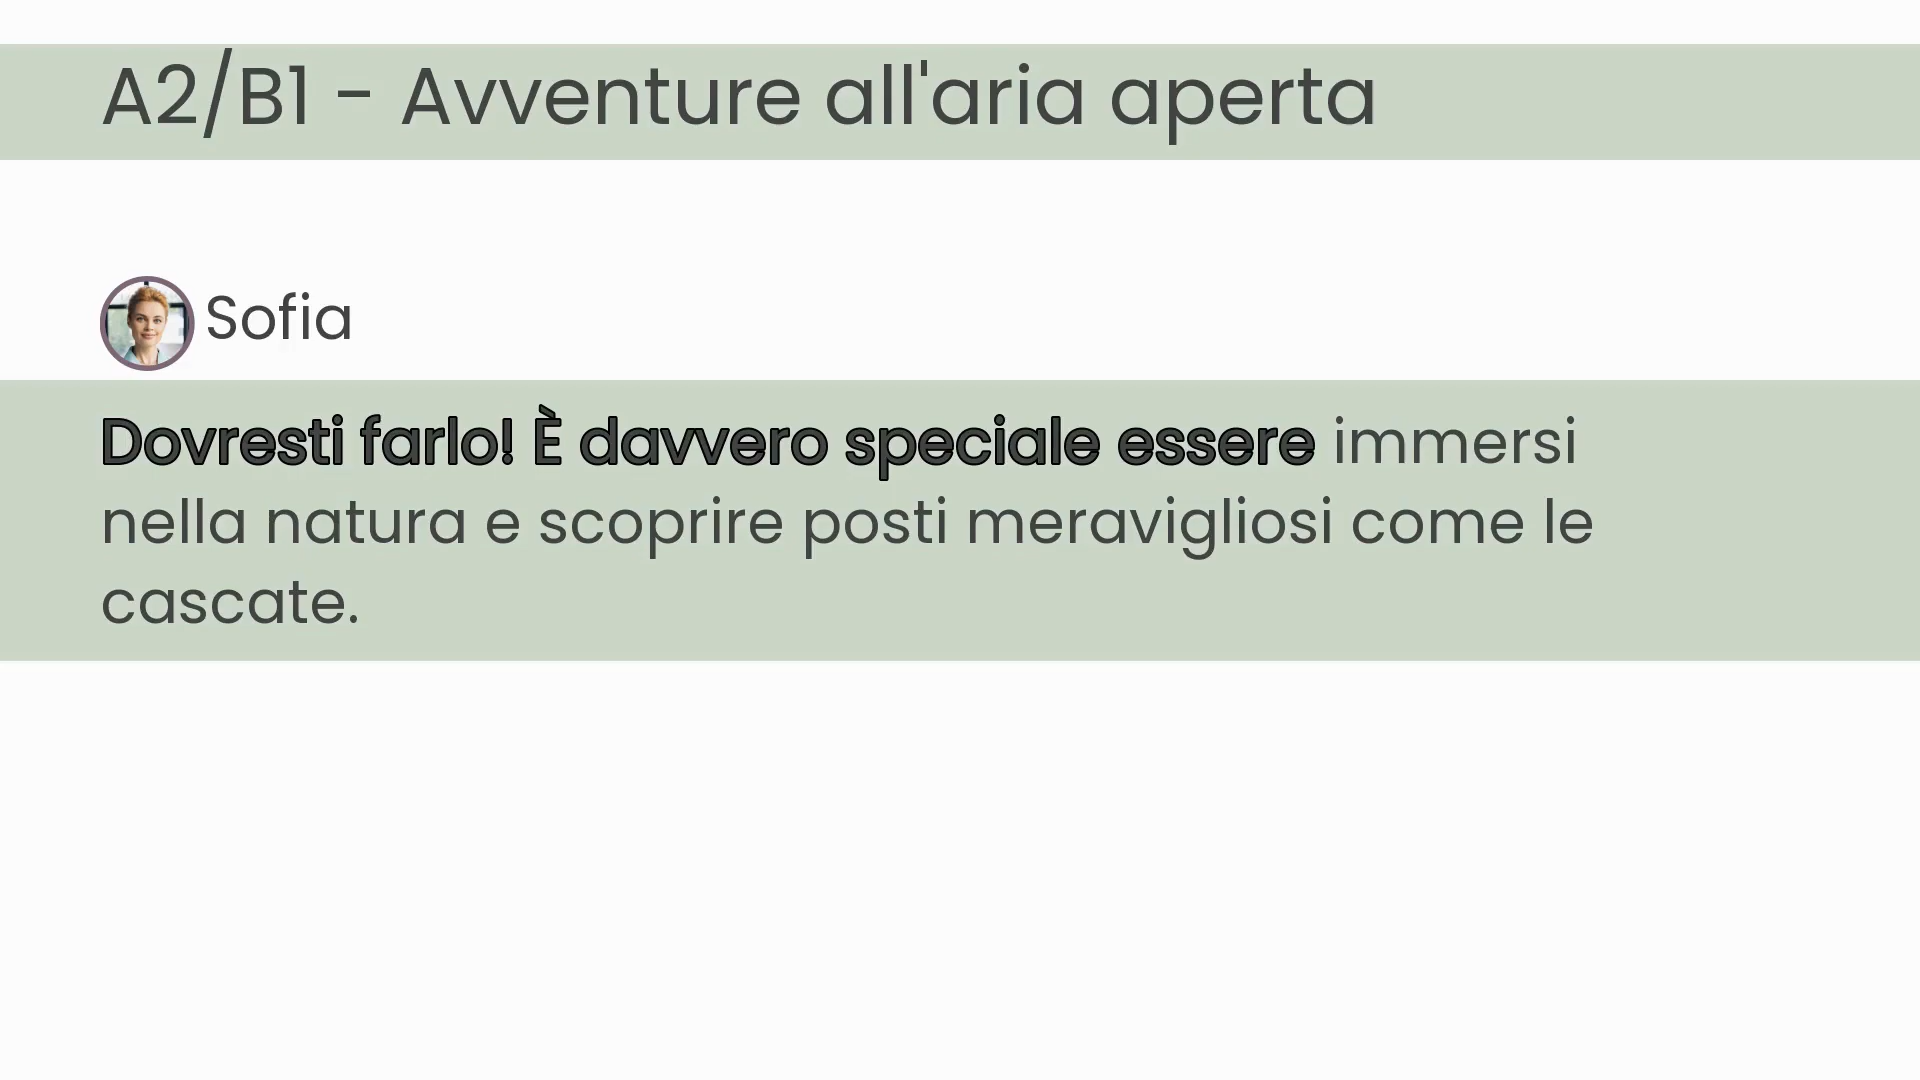 A2/B1 - Avventure all'aria aperta
Sofia
Dovresti farlo! È davvero speciale essere immersi
nella natura e scoprire posti meravigliosi come le
cascate.